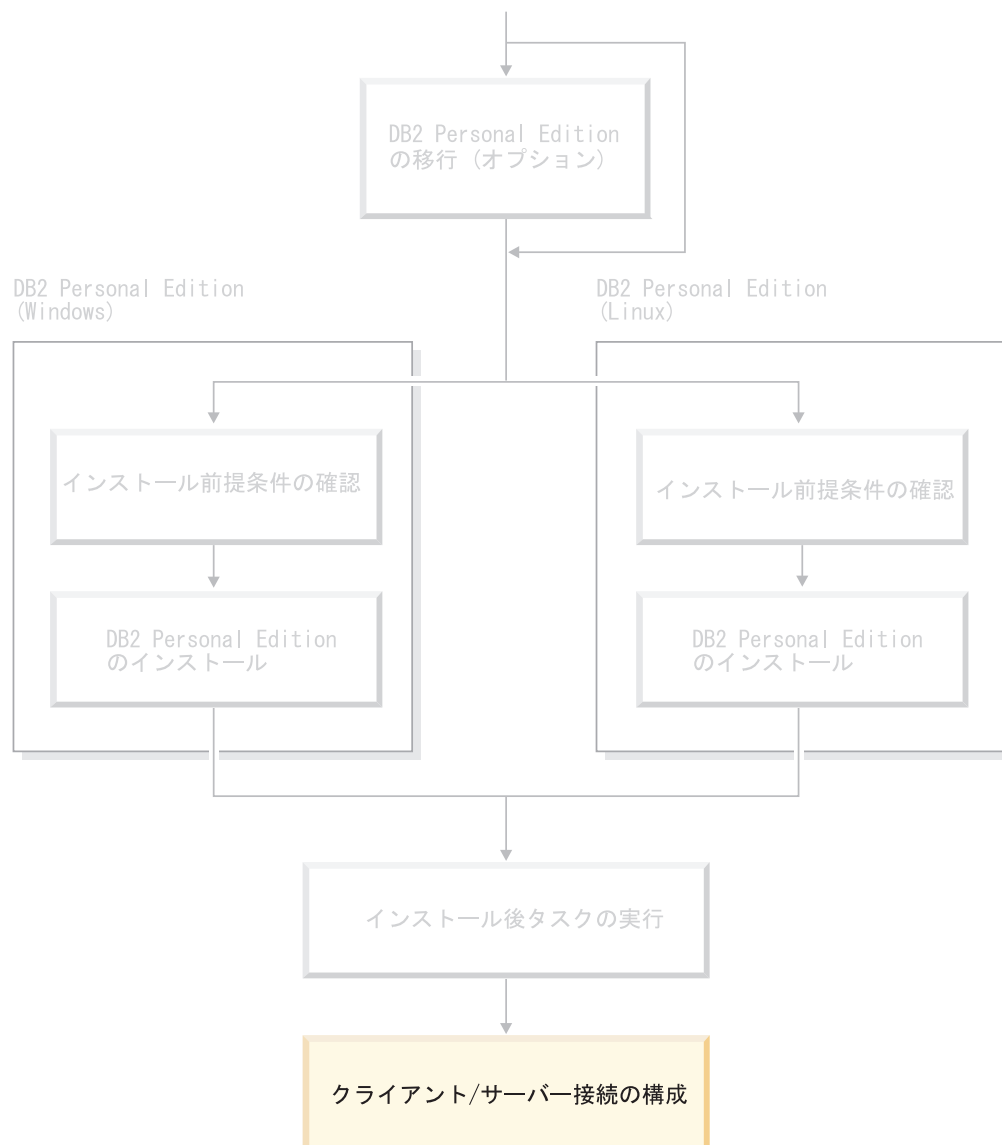 DB2 Personal Edition
の移行（オプション）
DB2 Personal Edition
(Windows)
DB2 Personal Edition
(Linux)
インストール前提条件の確認
インストール前提条件の確認
DB2 Personal Edition
のインストール
DB2 Personal Edition
のインストール
インストール後タスクの実行
クライアント/サーバー接続の構成